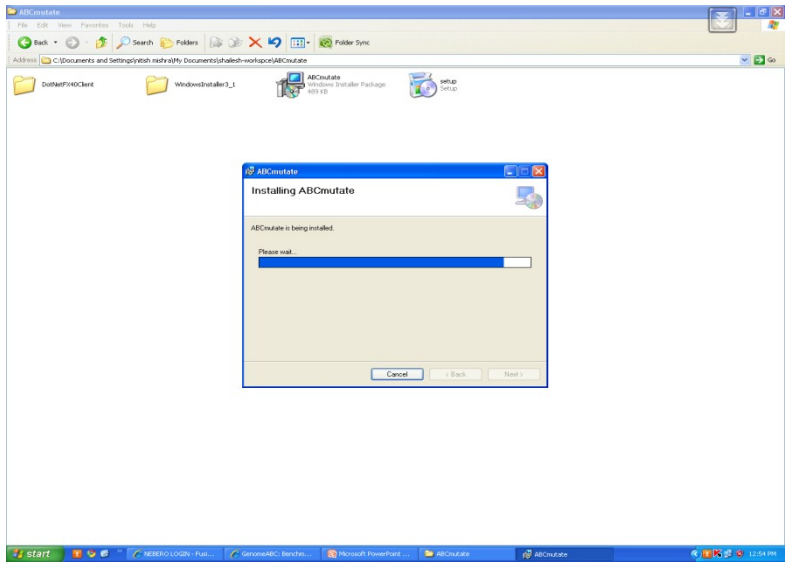 ABCmutate
File Edit View Favorites Tools Help
Back Search Folders Folder Sync
Address C:\Documents and Settings\nitish mishra\My Documents\shailesh-workspce\ABCmutate Go
DotNetFX40Client
WindowsInstaller3_1
ABCmutate
Windows Installer Package
489 KB
setup
Setup
ABCmutate
Installing ABCmutate
ABCmutate is being installed.
Please wait...
Cancel < Back Next >
start NEBERO LOGIN - Fusi... GenomeABC: Benchm... Microsoft PowerPoint ... ABCmutate ABCmutate 12:54 PM